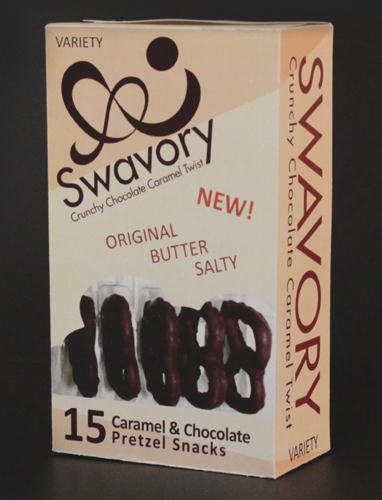 VARIETY
Swavory
Crunchy Chocolate Caramel Twist
NEW!
ORIGINAL
BUTTER
SALTY
15 Caramel & Chocolate
Pretzel Snacks
SWAVORY
Crunchy Chocolate Caramel Twist
VARIETY